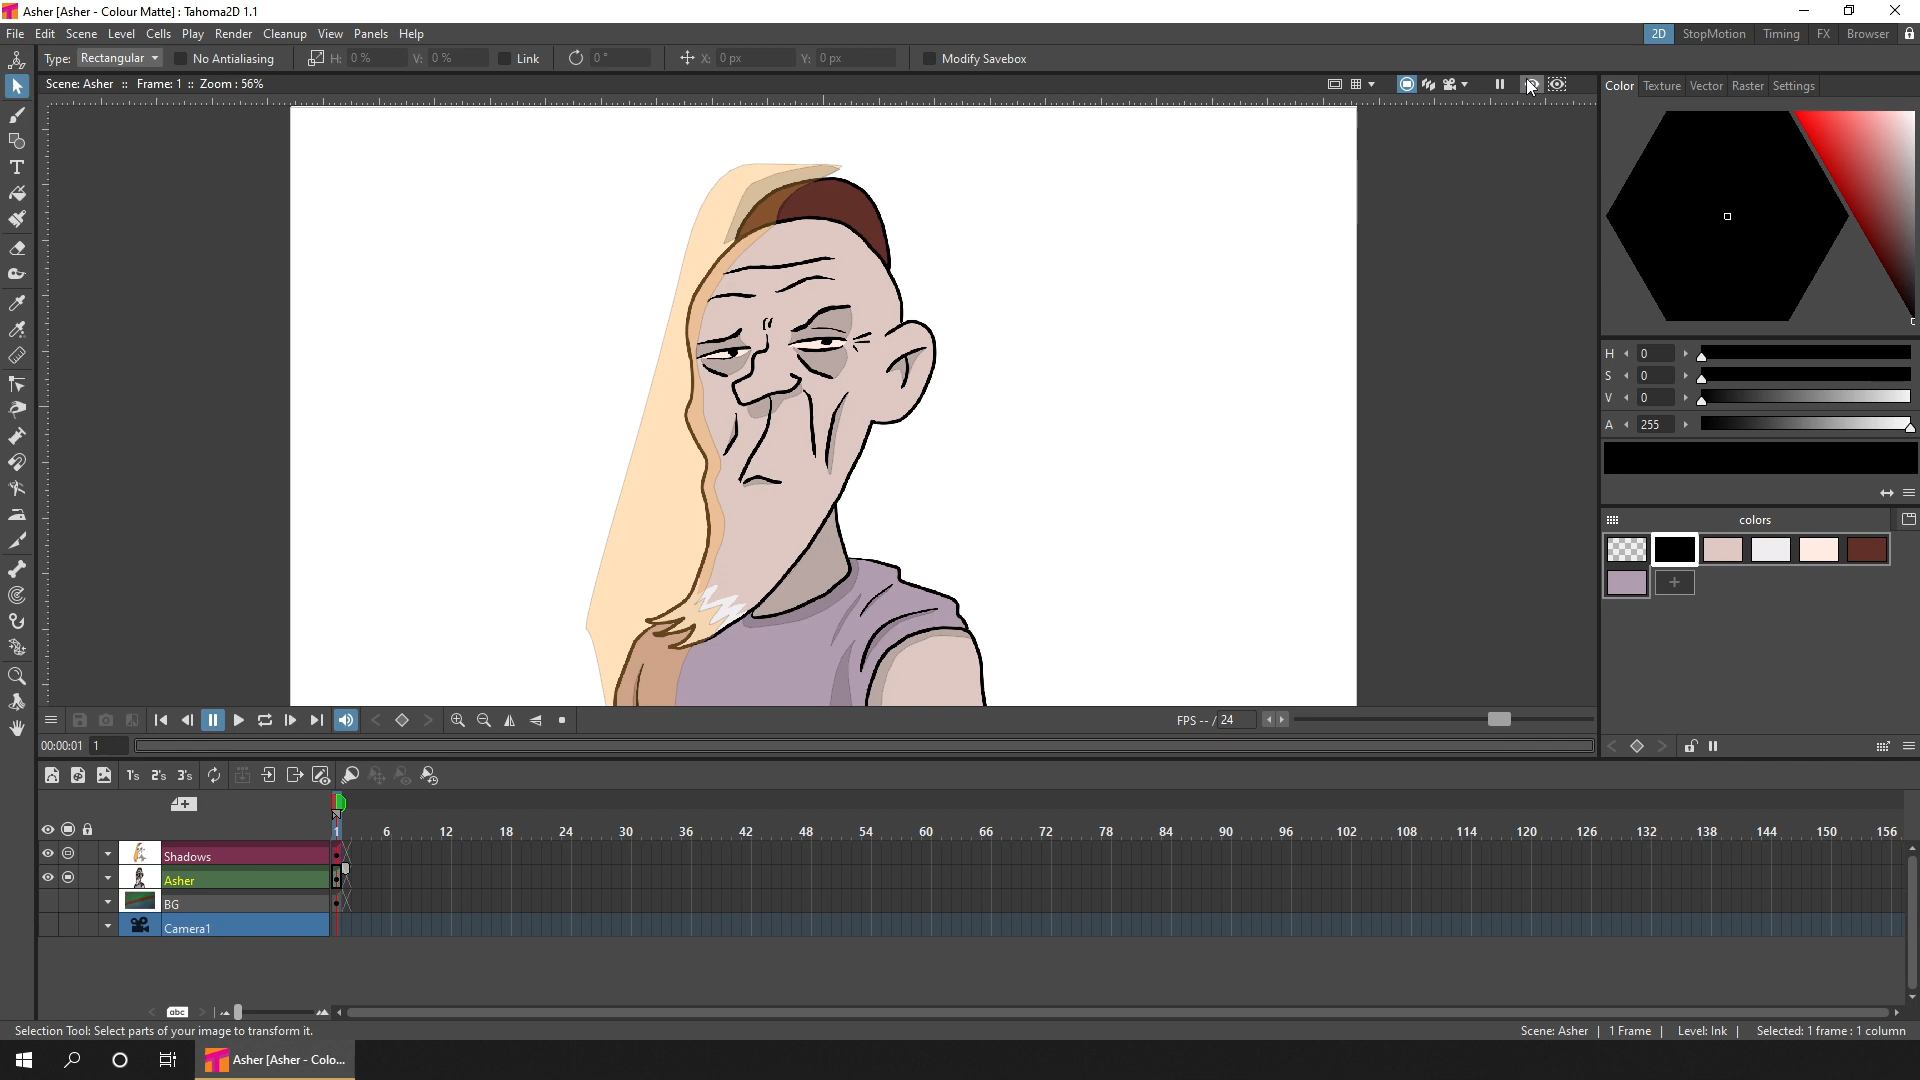 Asher [Asher - Colour Matte] : Tahoma2D 1.1
File Edit Scene Level Cells Play Render Cleanup View Panels Help
2D StopMotion Timing FX Browser
Type: Rectangular No Antialiasing H: 0 % V: 0 % Link 0 ° X: 0 px Y: 0 px Modify Savebox
Scene: Asher :: Frame: 1 :: Zoom : 56%
Color Texture Vector Raster Settings
H 0
S 0
V 0
A 255
colors
+
FPS -- / 24
00:00:01 1
1's 2's 3's
1 6 12 18 24 30 36 42 48 54 60 66 72 78 84 90 96 102 108 114 120 126 132 138 144 150 156
Shadows
Asher
BG
Camera1
abc
Selection Tool: Select parts of your image to transform it.
Scene: Asher | 1 Frame | Level: Ink | Selected: 1 frame : 1 column
Asher [Asher - Colo...